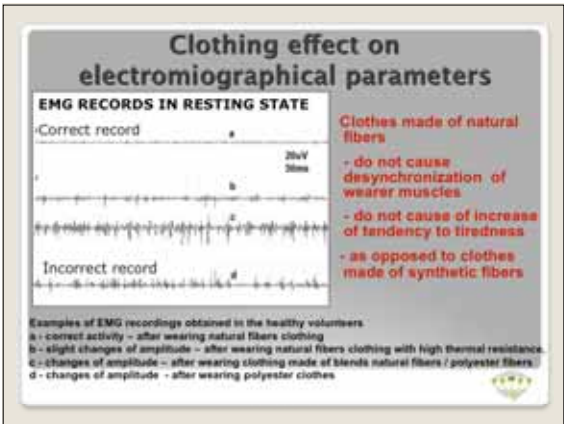 Clothing effect on
electromiographical parameters
EMG RECORDS IN RESTING STATE
Correct record
a
20uV
30ms
b
c
Incorrect record
d
Clothes made of natural
fibers
- do not cause
desynchronization of
wearer muscles
- do not cause of increase
of tendency to tiredness
- as opposed to clothes
made of synthetic fibers
Examples of EMG recordings obtained in the healthy volunteers
a - correct activity – after wearing natural fibers clothing
b - slight changes of amplitude – after wearing natural fibers clothing with high thermal resistance.
c - changes of amplitude – after wearing clothing made of blends natural fibers / polyester fibers
d - changes of amplitude - after wearing polyester clothes